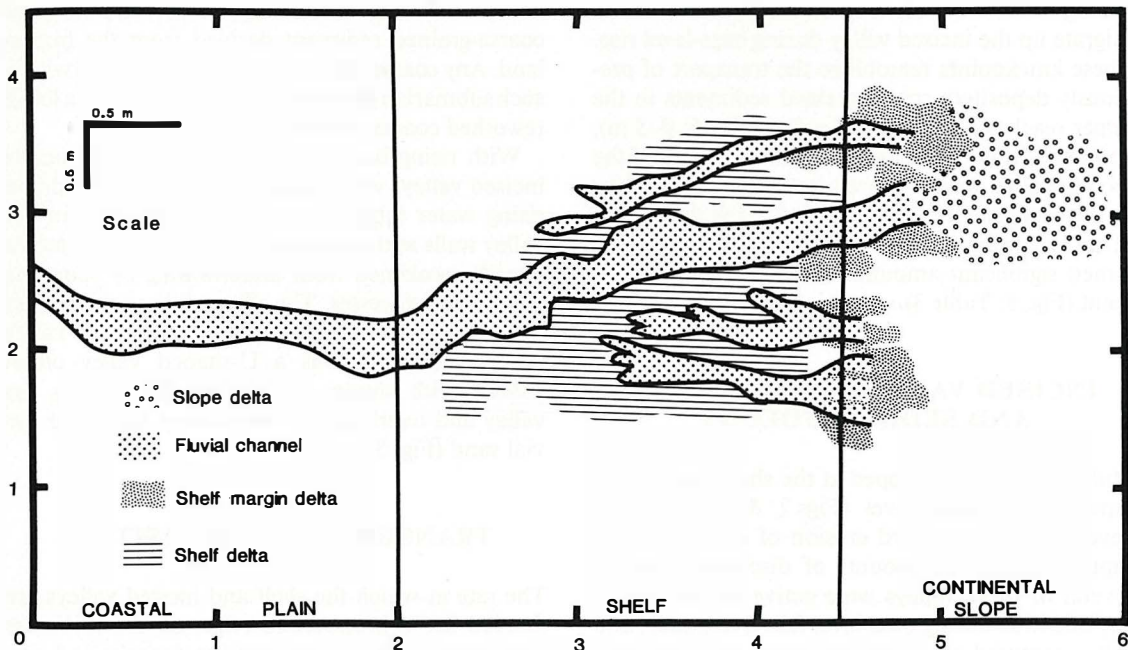 4
0.5 m
0.5 m
3
Scale
2
Slope delta
Fluvial channel
1
Shelf margin delta
Shelf delta
COASTAL PLAIN SHELF CONTINENTAL
SLOPE
0 1 2 3 4 5 6